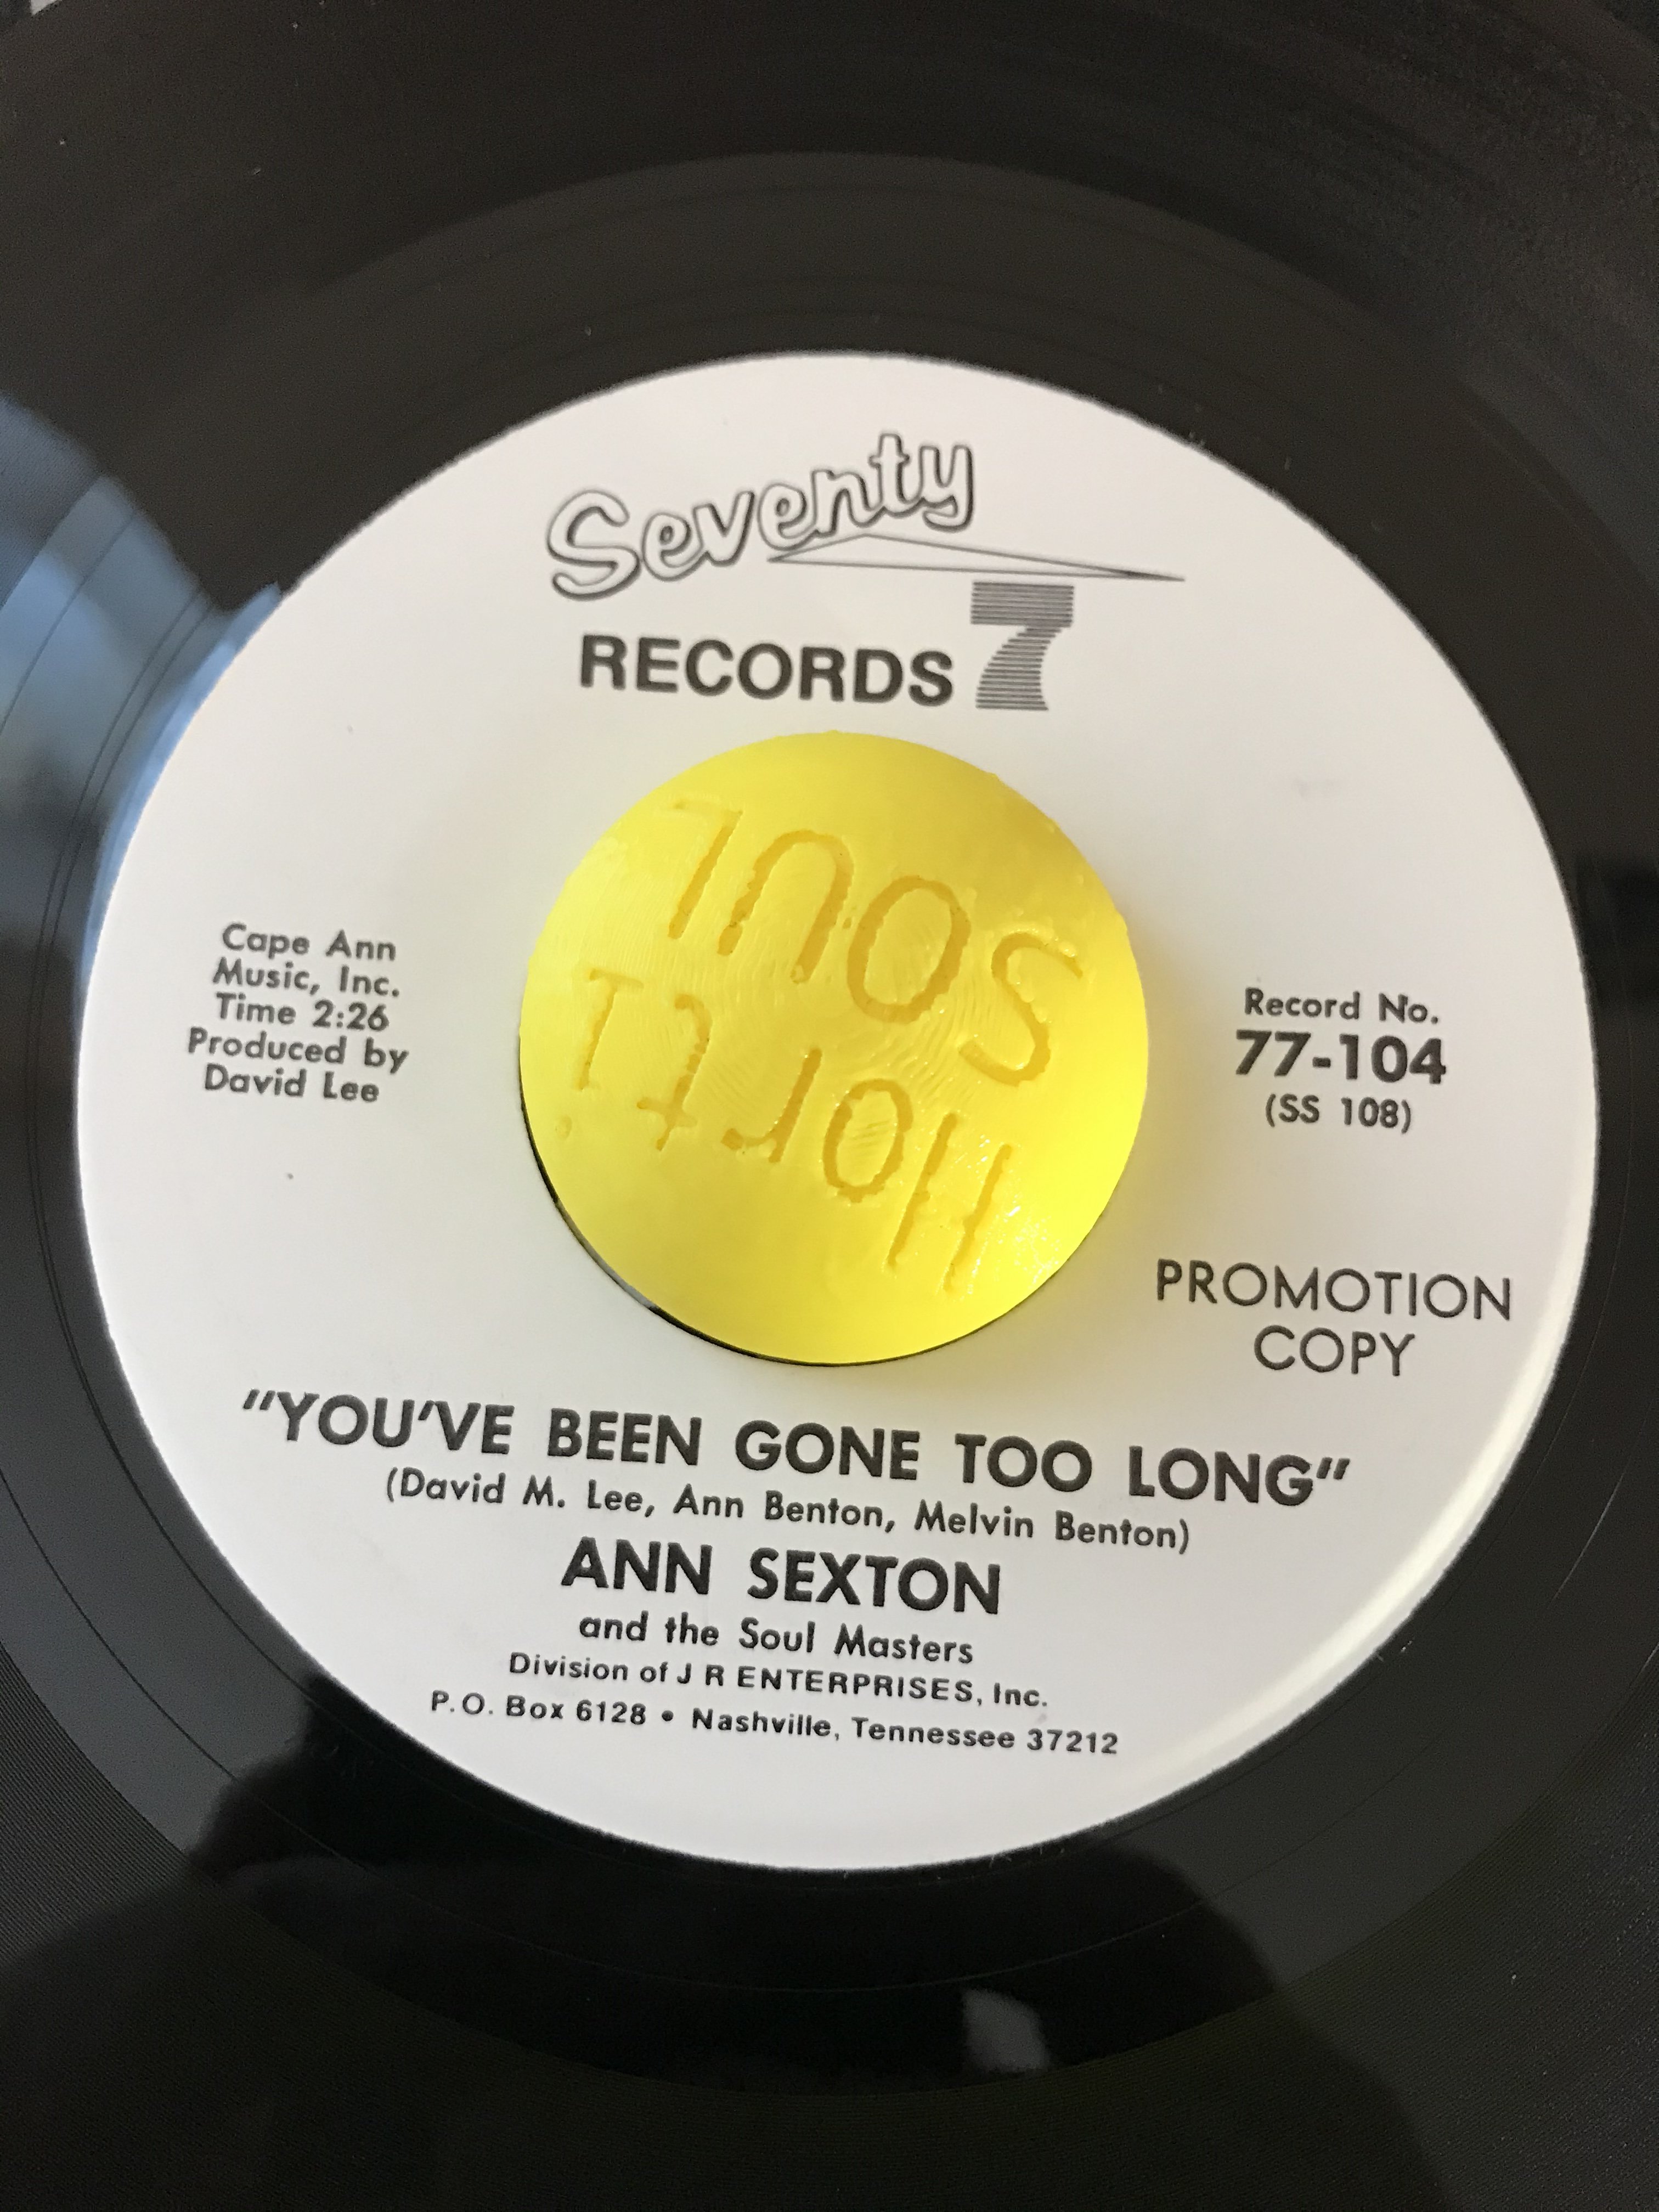 Seventy
RECORDS 7
SOUL
Cape Ann
Music, Inc.
Time 2:26
Produced by
David Lee
Record No.
77-104
(SS 108)
PROMOTION
COPY
"YOU'VE BEEN GONE TOO LONG"
(David M. Lee, Ann Benton, Melvin Benton)
ANN SEXTON
and the Soul Masters
Division of J R ENTERPRISES, Inc.
P.O. Box 6128 • Nashville, Tennessee 37212